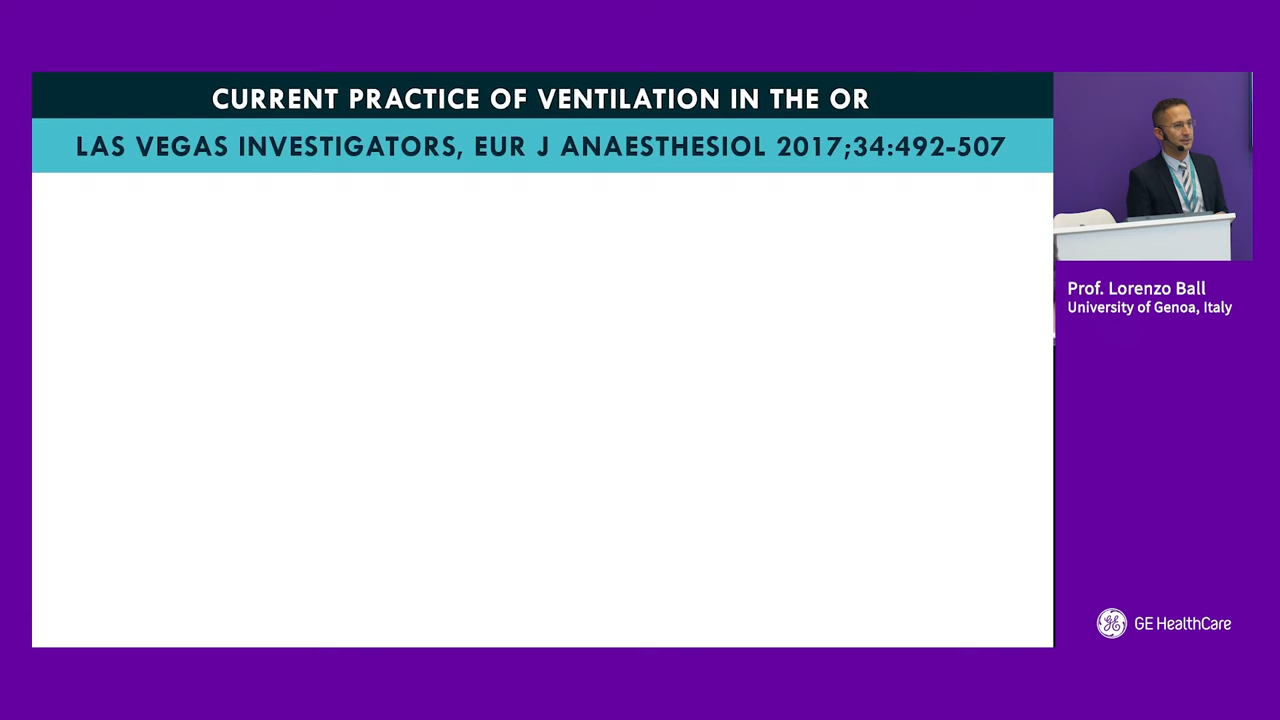 CURRENT PRACTICE OF VENTILATION IN THE OR
LAS VEGAS INVESTIGATORS, EUR J ANAESTHESIOL 2017;34:492-507
Prof. Lorenzo Ball
University of Genoa, Italy
GE HealthCare